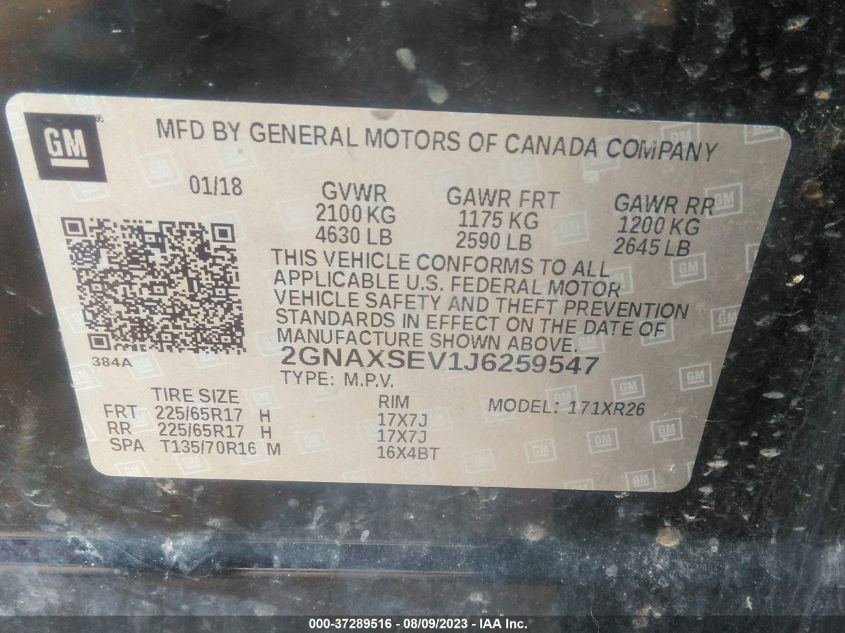 GM
MFD BY GENERAL MOTORS OF CANADA COMPANY
01/18 GVWR GAWR FRT GAWR RR
2100 KG 1175 KG 1200 KG
4630 LB 2590 LB 2645 LB
THIS VEHICLE CONFORMS TO ALL
APPLICABLE U.S. FEDERAL MOTOR
VEHICLE SAFETY AND THEFT PREVENTION
STANDARDS IN EFFECT ON THE DATE OF
MANUFACTURE SHOWN ABOVE.
384A
2GNAXSEV1J6259547
TYPE: M.P.V.
TIRE SIZE RIM MODEL: 171XR26
FRT 225/65R17 H 17X7J
RR 225/65R17 H 17X7J
SPA T135/70R16 M 16X4BT
000-37289516 - 08/09/2023 - IAA Inc.